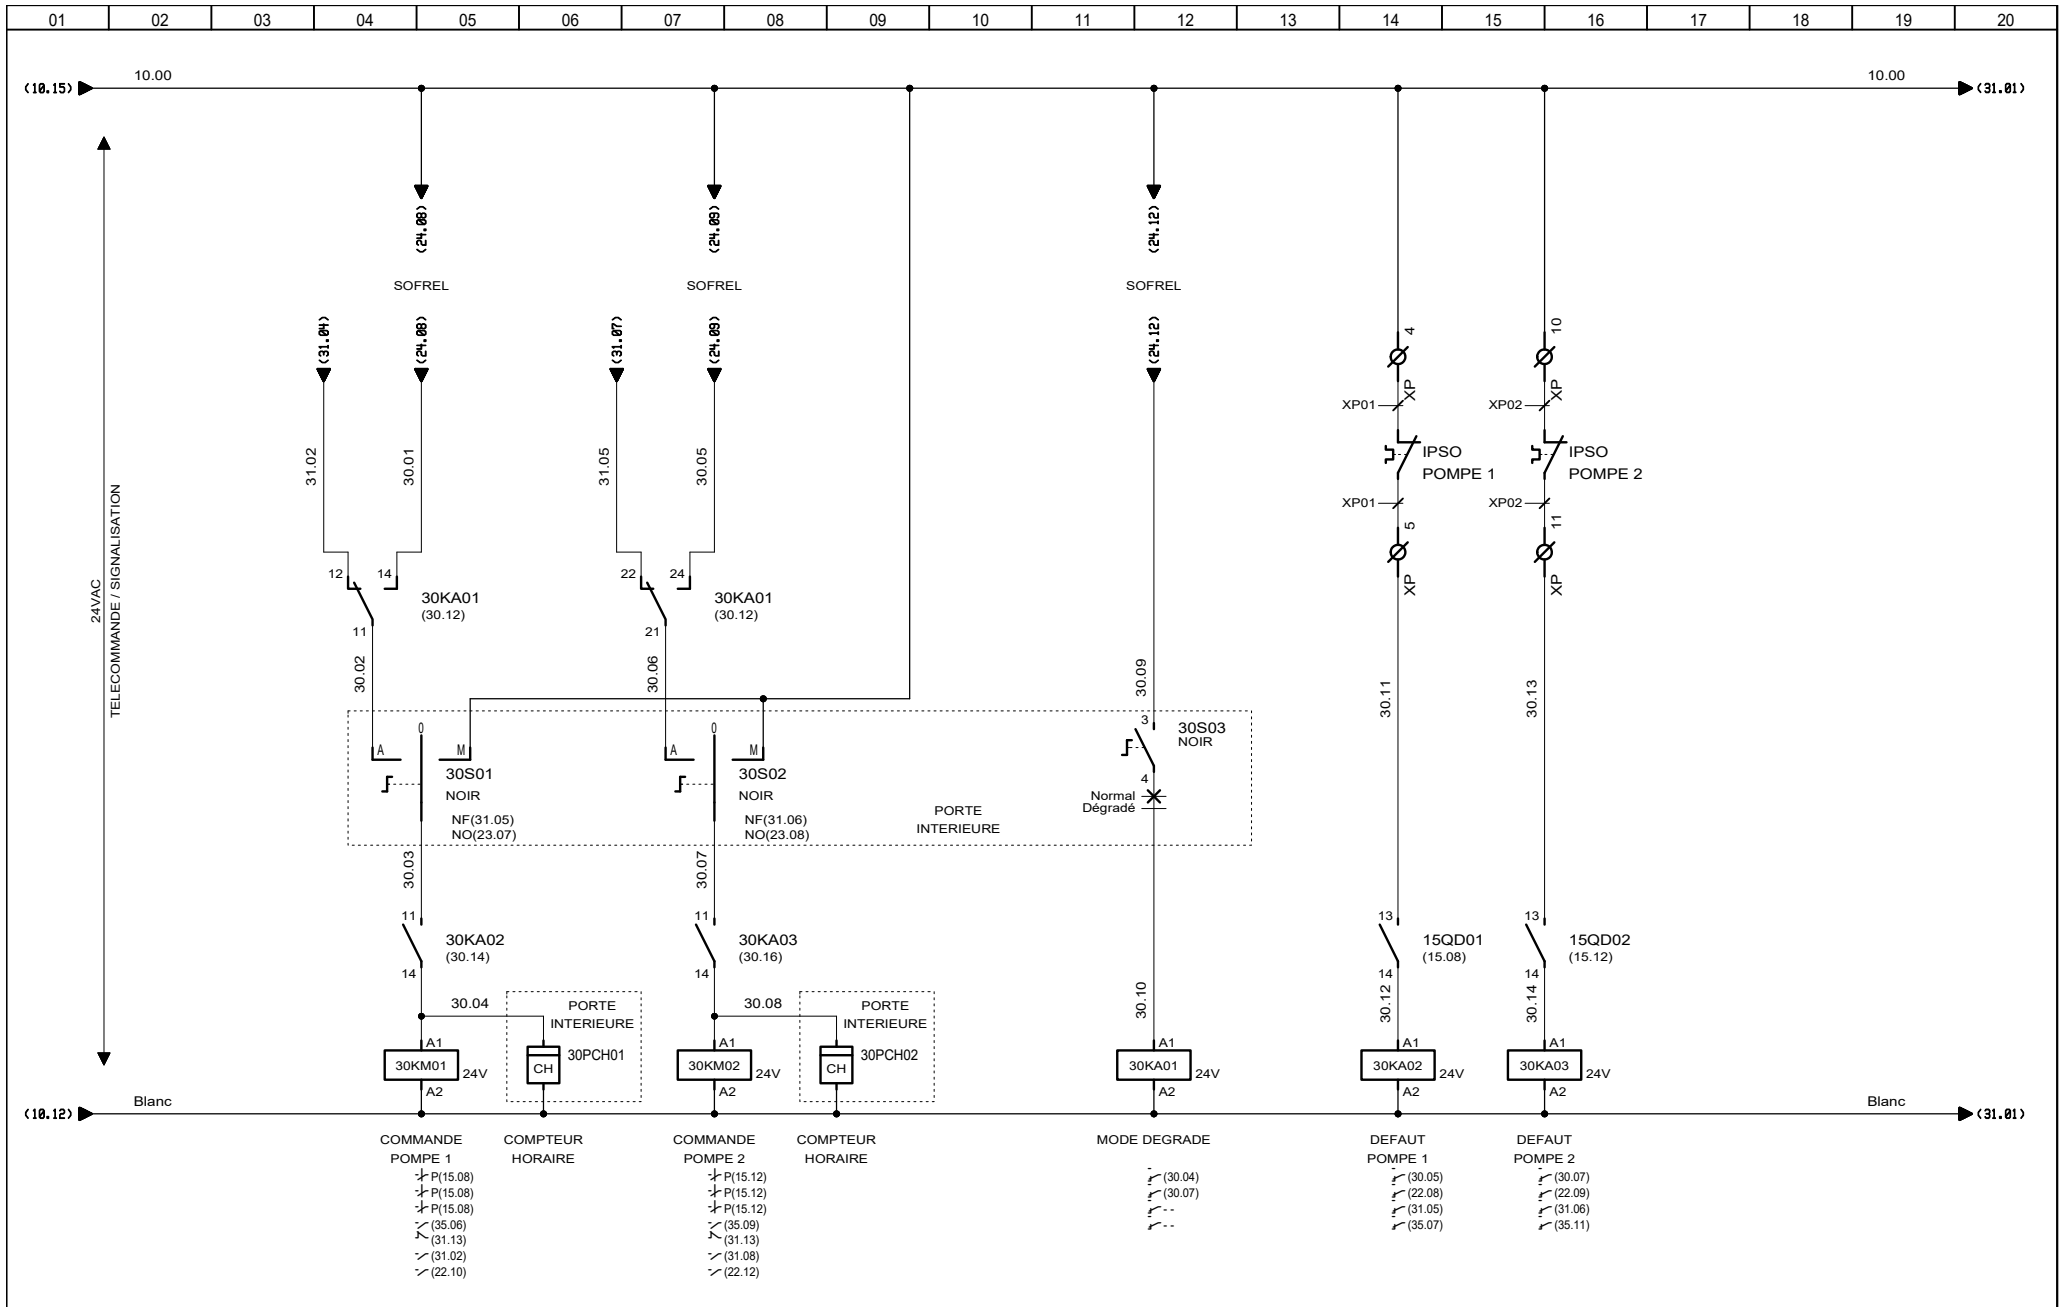 01 02 03 04 05 06 07 08 09 10 11 12 13 14 15 16 17 18 19 20
10.00 10.00
(10.15) (31.01)
(24.08) (24.09) (24.12)
SOFREL SOFREL SOFREL
(31.04) (24.08) (31.07) (24.09) (24.12)
4 10
XP XP
XP01 XP02
31.02 30.01 31.05 30.05
IPSO IPSO
POMPE 1 POMPE 2
XP01 XP02
5 11
XP XP
24VAC
TELECOMMANDE / SIGNALISATION
12 14 22 24
30KA01 30KA01
(30.12) (30.12)
11 21
30.02 30.06 30.09 30.11 30.13
0 0 3 30S03
NOIR
A M A M
30S01 30S02
4
NOIR NOIR Normal
Dégradé
NF(31.05) NF(31.06) PORTE
NO(23.07) NO(23.08) INTERIEURE
30.03 30.07
11 11 13 13
30KA02 30KA03 15QD01 15QD02
(30.14) (30.16) (15.08) (15.12)
14 14 14 14
30.04 30.08 30.10 30.12 30.14
PORTE PORTE
INTERIEURE INTERIEURE
A1 A1 A1 A1 A1
30PCH01 30PCH02
30KM01 24V CH 30KM02 24V CH 30KA01 24V 30KA02 24V 30KA03 24V
A2 A2 A2 A2 A2
Blanc Blanc
(10.12) (31.01)
COMMANDE COMPTEUR COMMANDE COMPTEUR MODE DEGRADE DEFAUT DEFAUT
POMPE 1 HORAIRE POMPE 2 HORAIRE POMPE 1 POMPE 2
P(15.08) P(15.12) (30.04) (30.05) (30.07)
P(15.08) P(15.12) (30.07) (22.08) (22.09)
P(15.08) P(15.12) -- (31.05) (31.06)
(35.06) (35.09) -- (35.07) (35.11)
(31.13) (31.13)
(31.02) (31.08)
(22.10) (22.12)